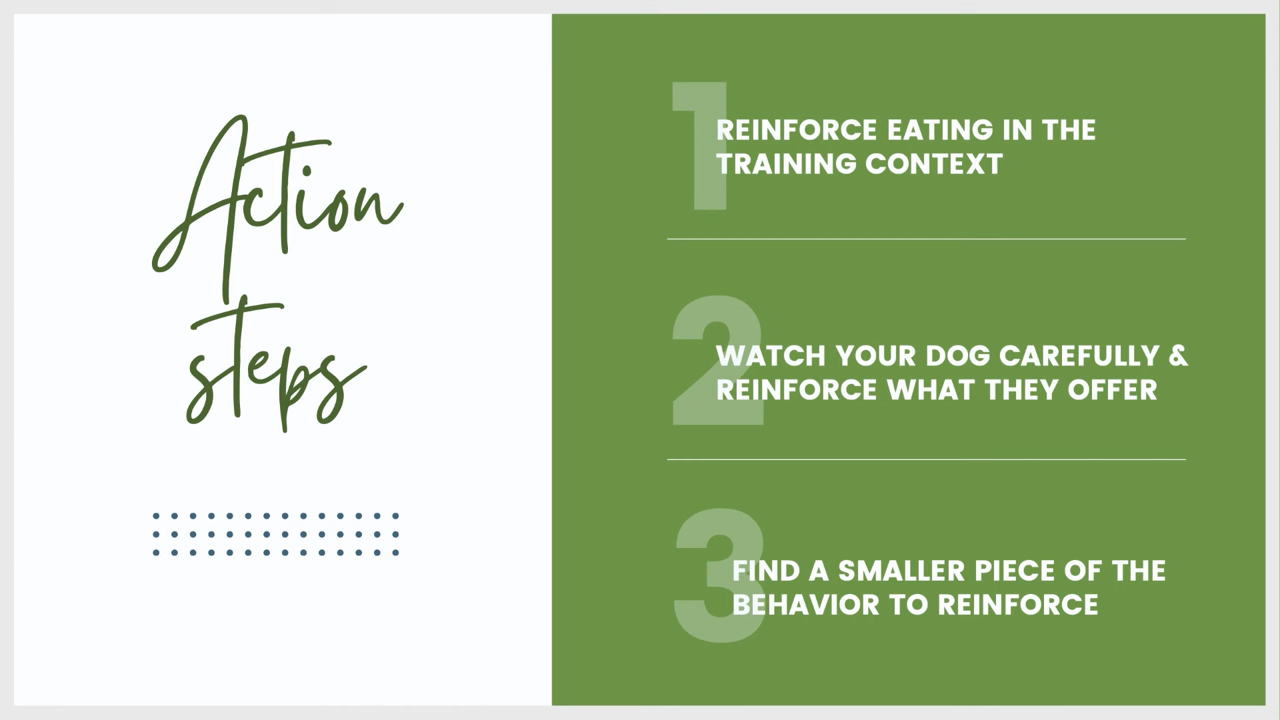 Action
steps
1
REINFORCE EATING IN THE
TRAINING CONTEXT
2
WATCH YOUR DOG CAREFULLY &
REINFORCE WHAT THEY OFFER
3
FIND A SMALLER PIECE OF THE
BEHAVIOR TO REINFORCE